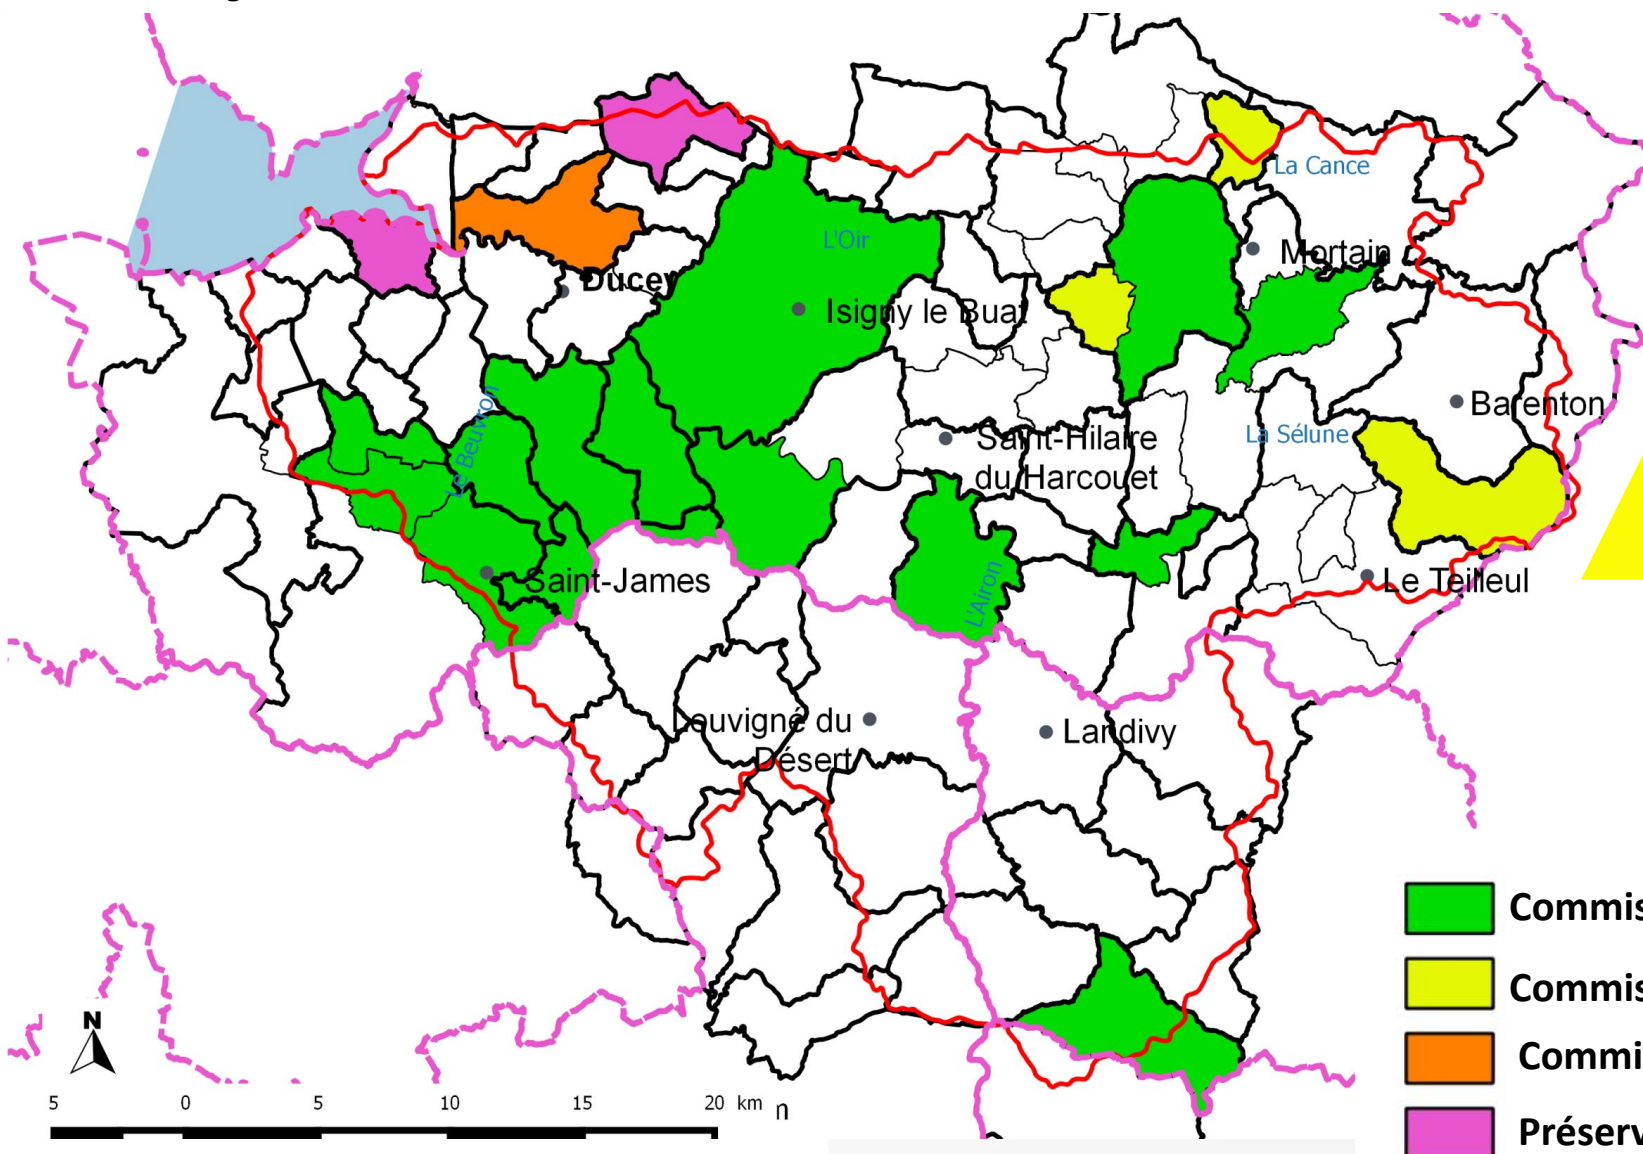 La Cance
L'Oir
Mortain
Ducey
Isigny le Buat
Barenton
Le Beuvron
La Sélune
Saint-Hilaire
du Harcouet
Saint-James
L'Airon
Le Teilleul
Louvigné du
Désert
Landivy
Commis
Commis
Commi
Préserv
N
5 0 5 10 15 20 km n